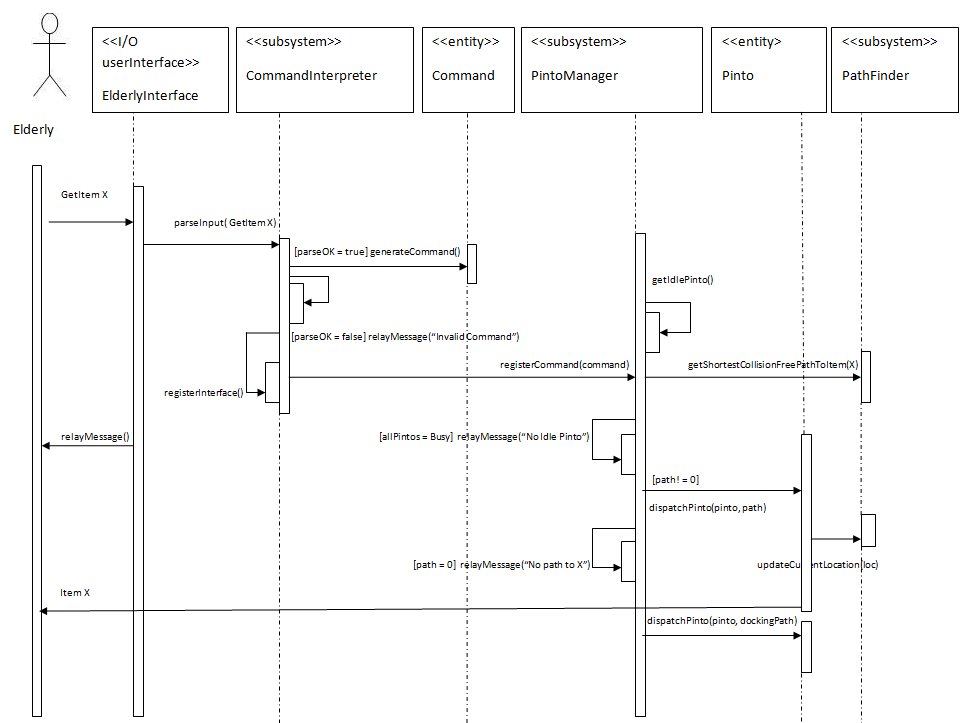 <<I/O
userInterface>>
ElderlyInterface
<<subsystem>>
CommandInterpreter
<<entity>>
Command
<<subsystem>>
PintoManager
<<entity>
Pinto
<<subsystem>>
PathFinder
Elderly
GetItem X
parseInput( GetItem X)
[parseOK = true] generateCommand()
getIdlePinto()
[parseOK = false] relayMessage(“Invalid Command”)
registerCommand(command)
getShortestCollisionFreePathToItem(X)
registerInterface()
relayMessage()
[allPintos = Busy] relayMessage(“No Idle Pinto”)
[path! = 0]
dispatchPinto(pinto, path)
[path = 0] relayMessage(“No path to X”)
updateCurrentLocation(loc)
Item X
dispatchPinto(pinto, dockingPath)